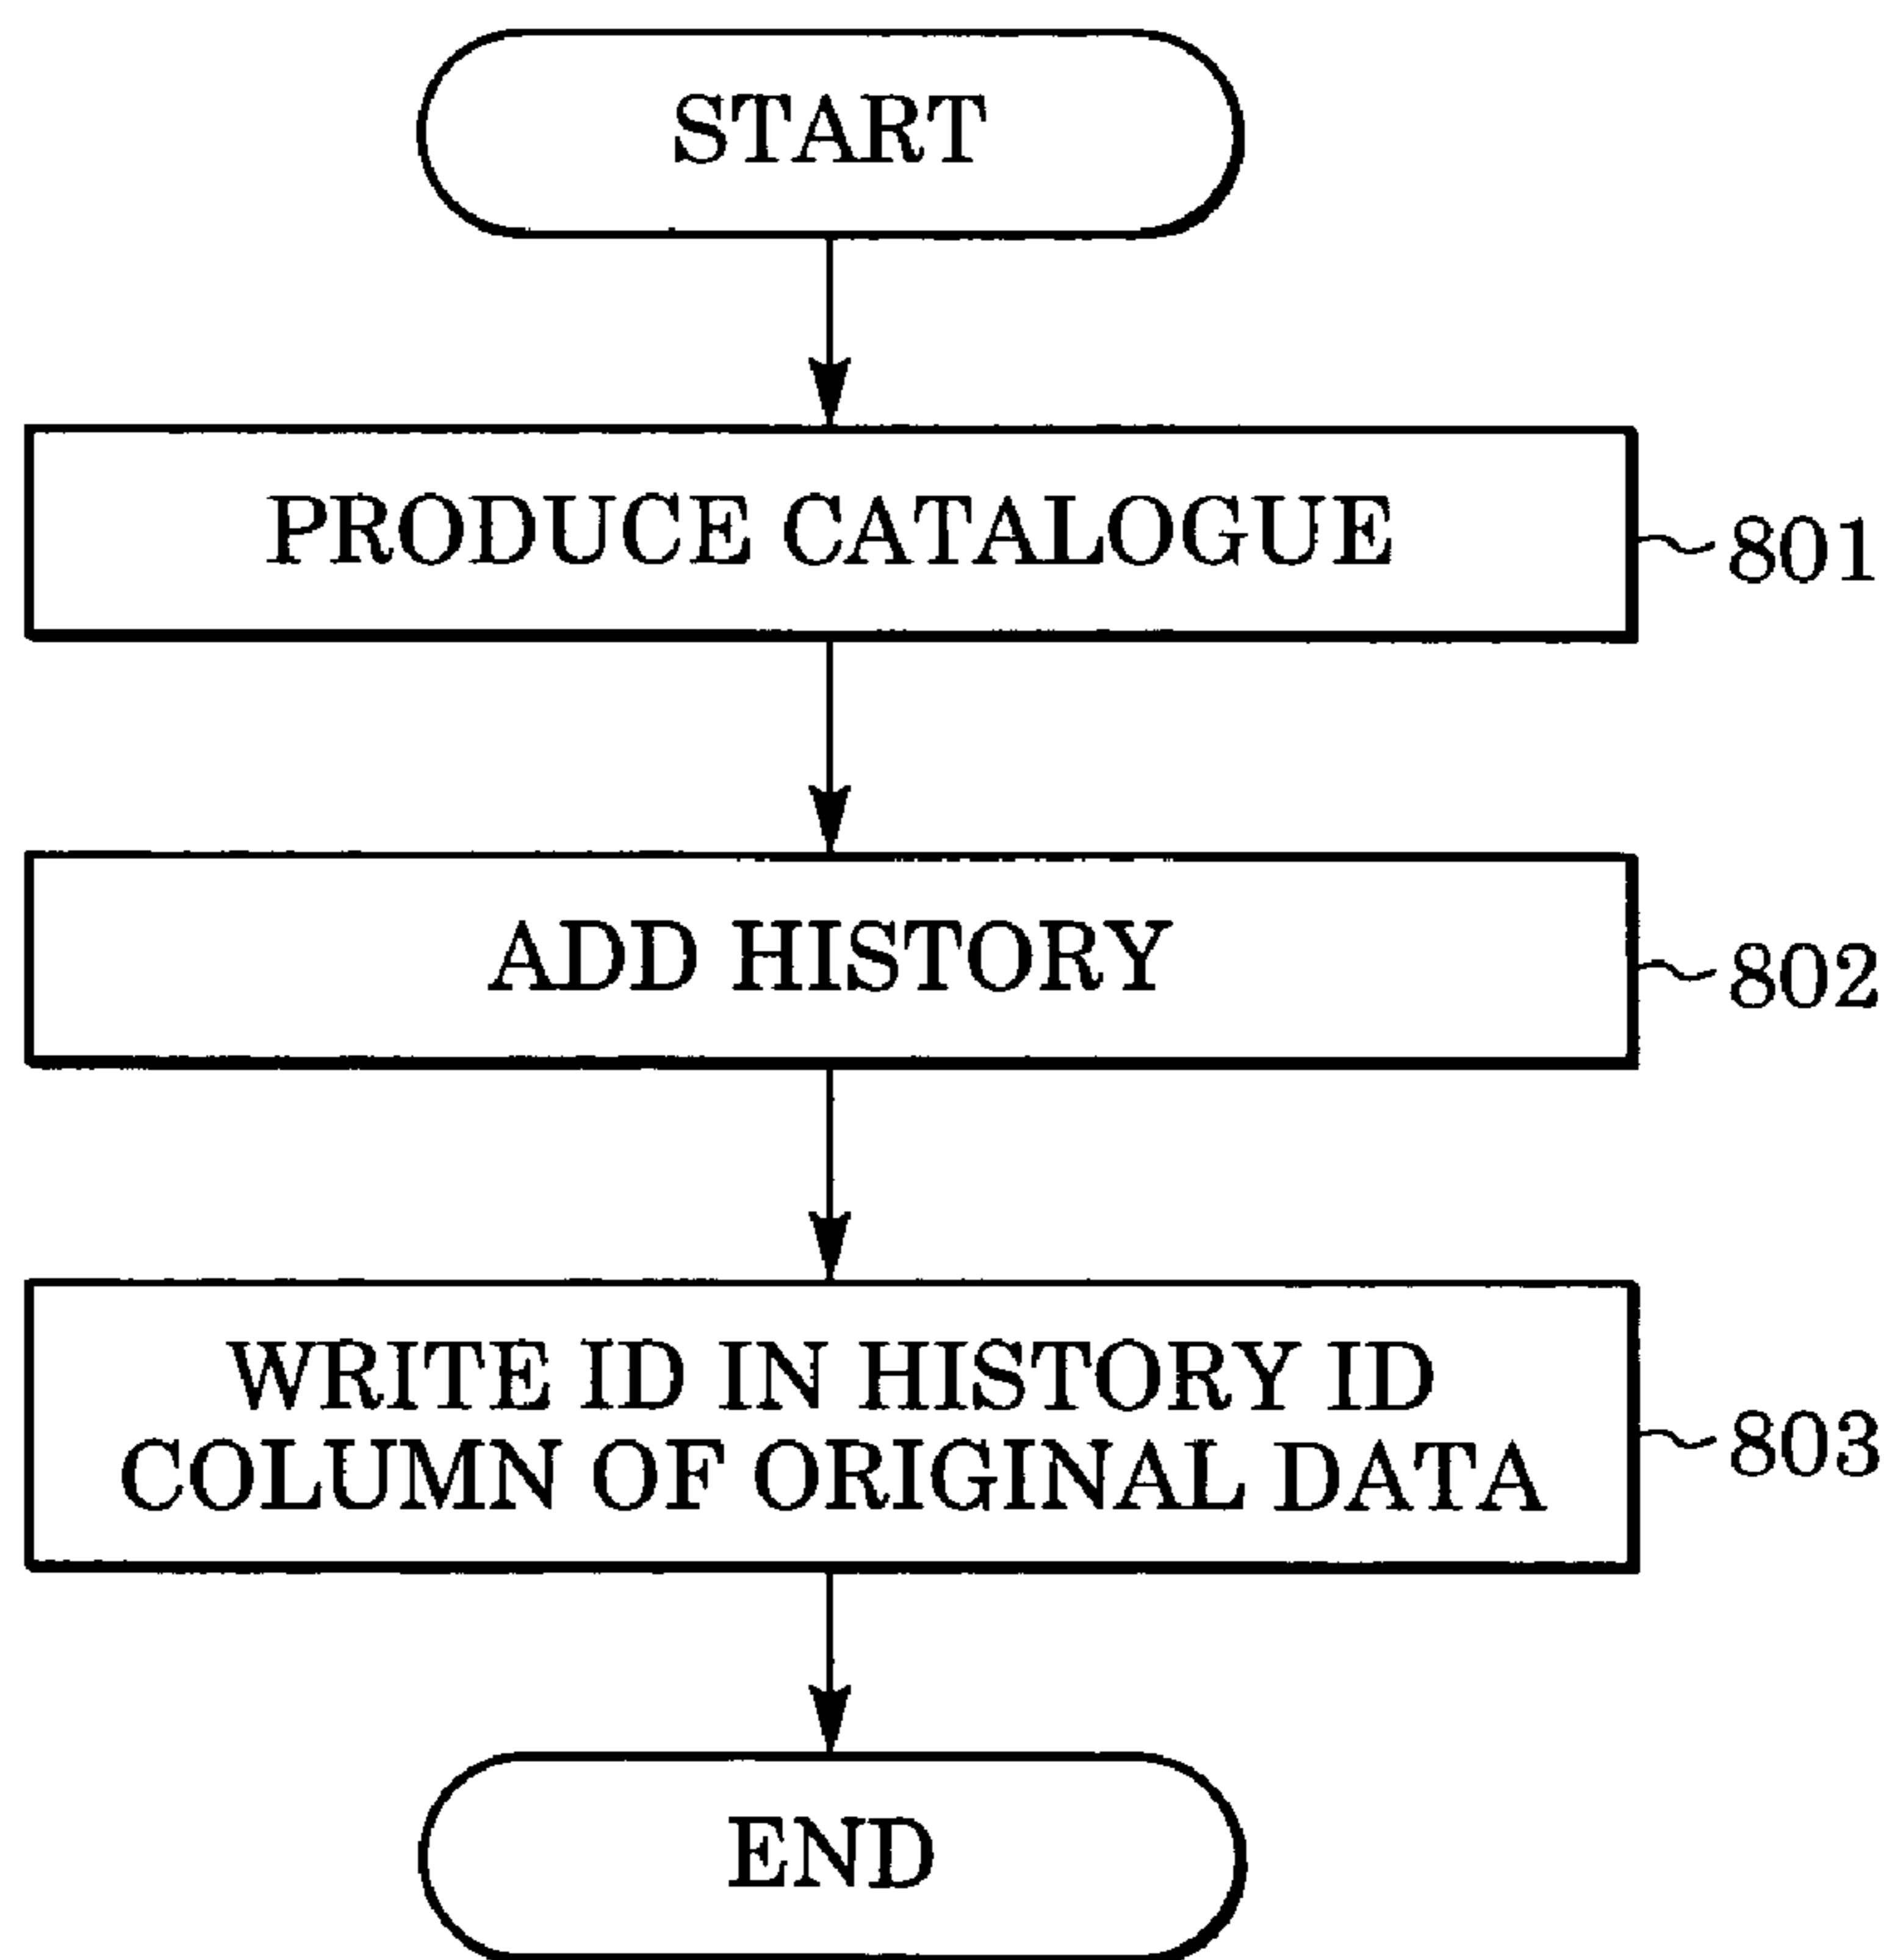 START
PRODUCE CATALOGUE
801
ADD HISTORY
802
WRITE ID IN HISTORY ID
COLUMN OF ORIGINAL DATA
803
END